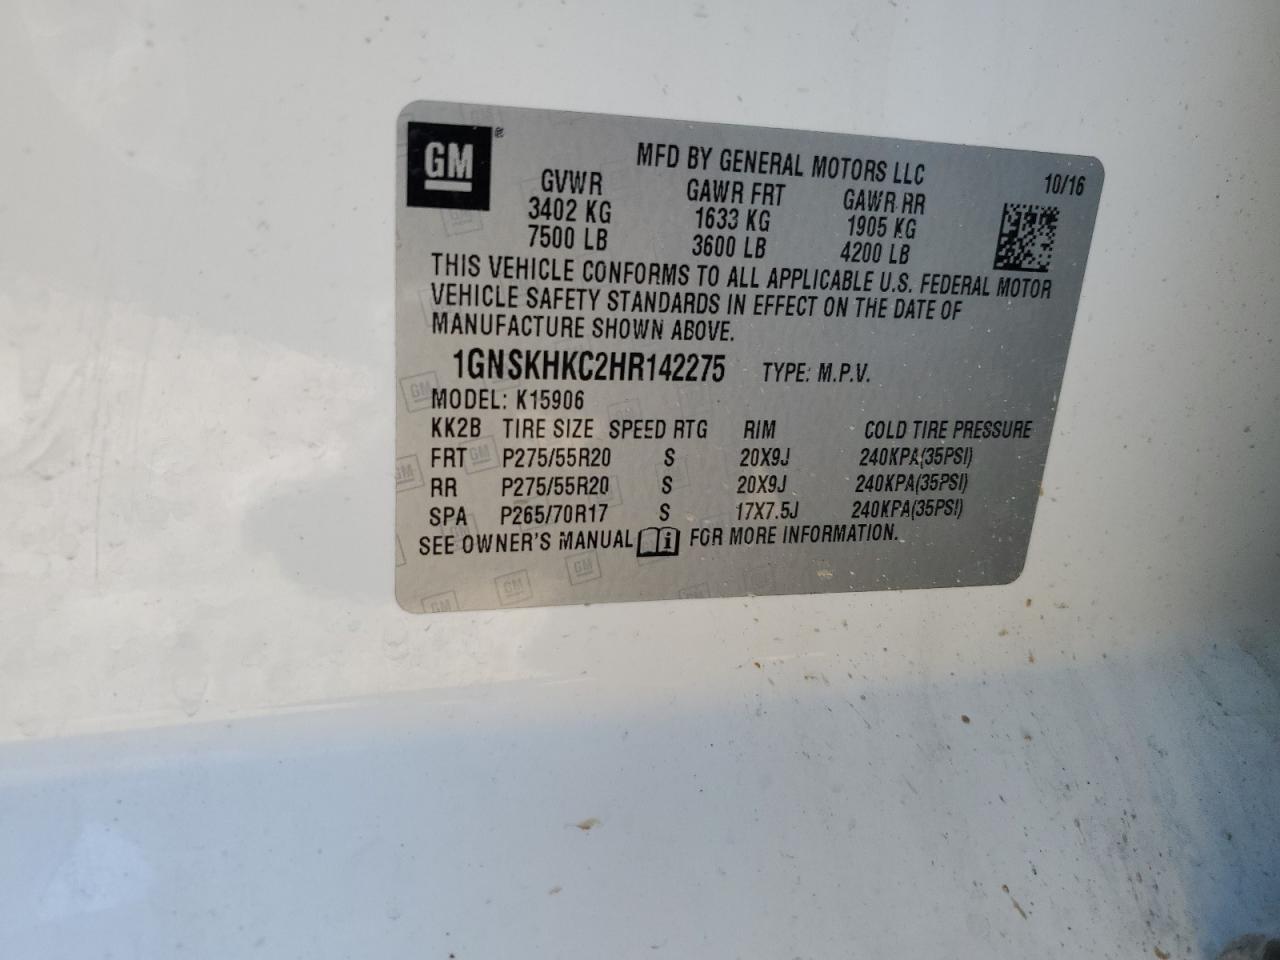 GM ®
MFD BY GENERAL MOTORS LLC
10/16
GVWR GAWR FRT GAWR RR
3402 KG 1633 KG 1905 KG
7500 LB 3600 LB 4200 LB
THIS VEHICLE CONFORMS TO ALL APPLICABLE U.S. FEDERAL MOTOR
VEHICLE SAFETY STANDARDS IN EFFECT ON THE DATE OF
MANUFACTURE SHOWN ABOVE.
1GNSKHKC2HR142275 TYPE: M.P.V.
MODEL: K15906
KK2B TIRE SIZE SPEED RTG RIM COLD TIRE PRESSURE
FRT P275/55R20 S 20X9J 240KPA(35PSI)
RR P275/55R20 S 20X9J 240KPA(35PSI)
SPA P265/70R17 S 17X7.5J 240KPA(35PSI)
SEE OWNER'S MANUAL i FOR MORE INFORMATION.